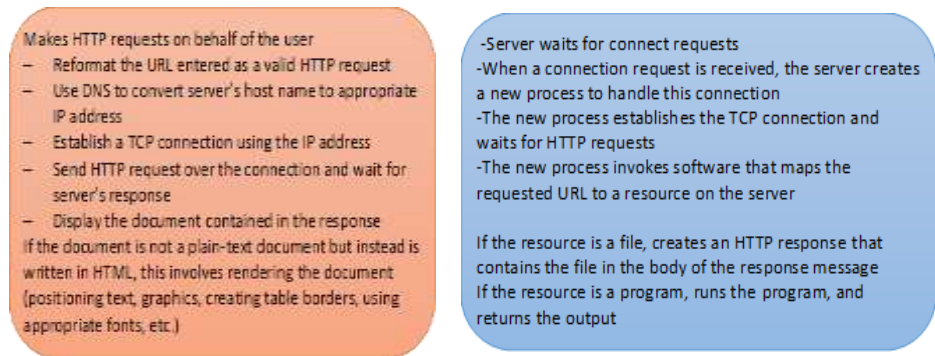 Makes HTTP requests on behalf of the user
– Reformat the URL entered as a valid HTTP request
– Use DNS to convert server's host name to appropriate
IP address
– Establish a TCP connection using the IP address
– Send HTTP request over the connection and wait for
server's response
– Display the document contained in the response
If the document is not a plain-text document but instead is
written in HTML, this involves rendering the document
(positioning text, graphics, creating table borders, using
appropriate fonts, etc.)
-Server waits for connect requests
-When a connection request is received, the server creates
a new process to handle this connection
-The new process establishes the TCP connection and
waits for HTTP requests
-The new process invokes software that maps the
requested URL to a resource on the server
If the resource is a file, creates an HTTP response that
contains the file in the body of the response message
If the resource is a program, runs the program, and
returns the output